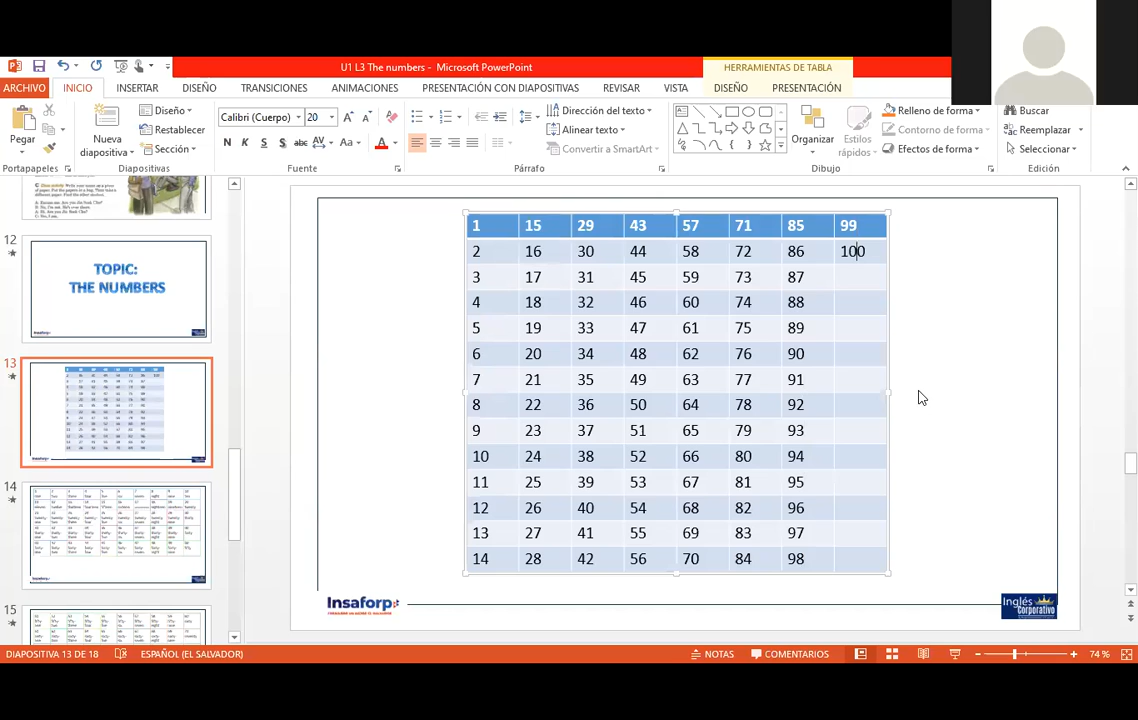 U1 L3 The numbers - Microsoft PowerPoint
HERRAMIENTAS DE TABLA
ARCHIVO INICIO INSERTAR DISEÑO TRANSICIONES ANIMACIONES PRESENTACIÓN CON DIAPOSITIVAS REVISAR VISTA DISEÑO PRESENTACIÓN
Pegar
Nueva diapositiva
Diseño
Restablecer
Sección
Calibri (Cuerpo) 20
N K S S abc AV Aa A
Dirección del texto
Alinear texto
Convertir a SmartArt
Organizar
Estilos rápidos
Relleno de forma
Contorno de forma
Efectos de forma
Buscar
Reemplazar
Seleccionar
Portapapeles Diapositivas Fuente Párrafo Dibujo Edición
12
TOPIC:
THE NUMBERS
Insaforp
13
14
15
1 15 29 43 57 71 85 99
2 16 30 44 58 72 86 100
3 17 31 45 59 73 87
4 18 32 46 60 74 88
5 19 33 47 61 75 89
6 20 34 48 62 76 90
7 21 35 49 63 77 91
8 22 36 50 64 78 92
9 23 37 51 65 79 93
10 24 38 52 66 80 94
11 25 39 53 67 81 95
12 26 40 54 68 82 96
13 27 41 55 69 83 97
14 28 42 56 70 84 98
Insaforp
Inglés
Corporativo
DIAPOSITIVA 13 DE 18 ESPAÑOL (EL SALVADOR) NOTAS COMENTARIOS 74 %